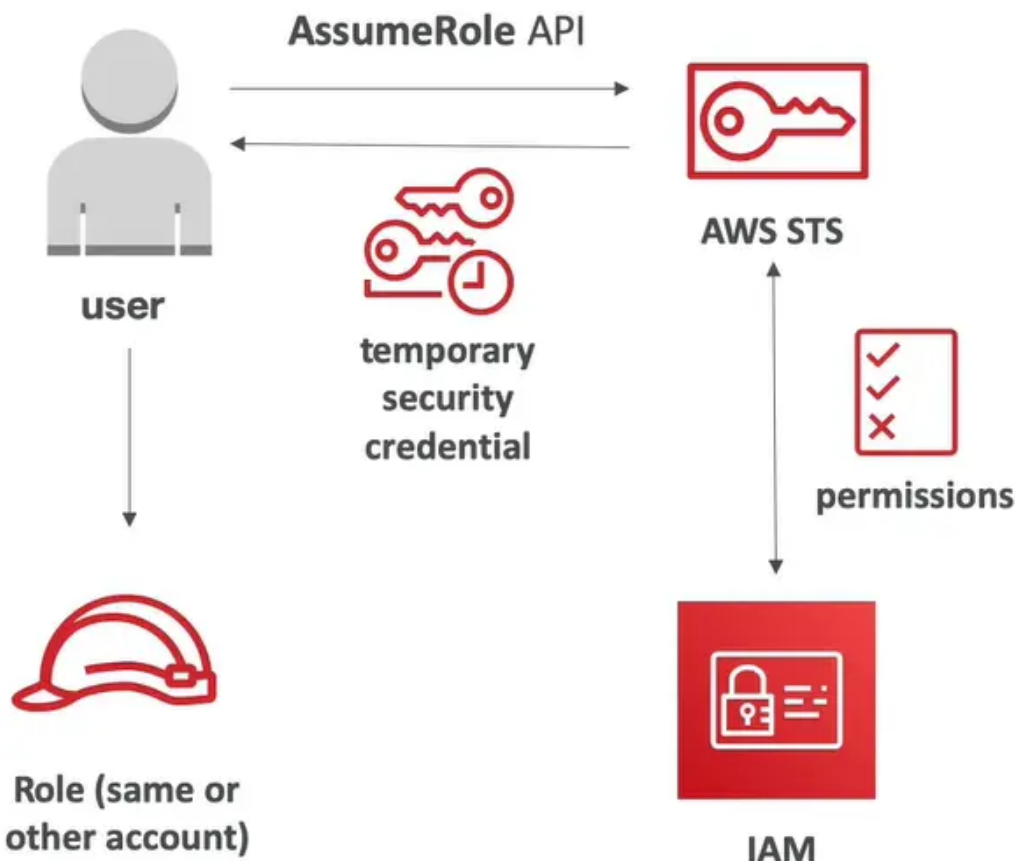 AssumeRole API
AWS STS
user
temporary
security
credential
permissions
Role (same or
other account)
IAM